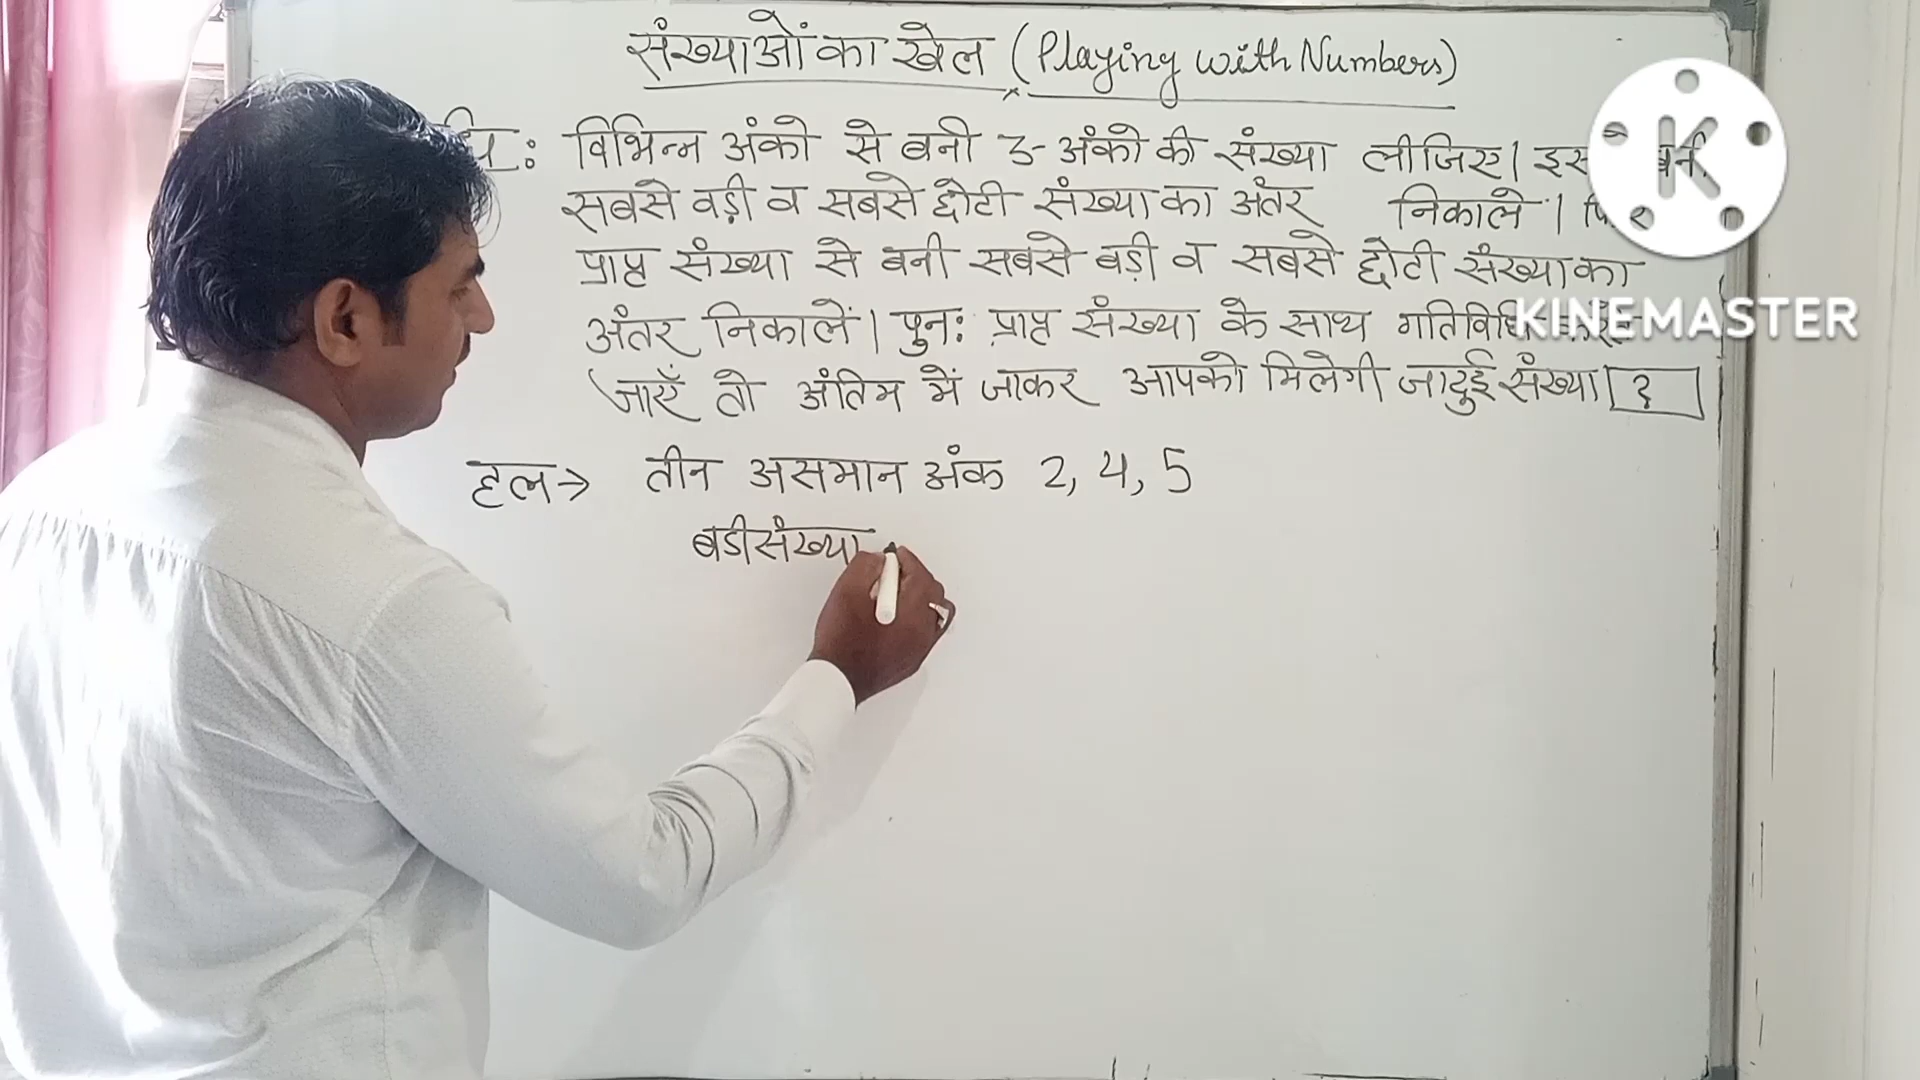 संख्याओं का खेल (Playing with Numbers)
विभिन्न अंको से बनी 3-अंको की संख्या लीजिए। इस बनी
सबसे बड़ी व सबसे छोटी संख्या का अंतर निकाले।
प्राप्त संख्या से बनी सबसे बड़ी व सबसे छोटी संख्या का
अंतर निकालें। पुनः प्राप्त संख्या के साथ
जाएँ तो अंतिम में जाकर आपको मिलेगी जादुई संख्या ?
हल→ तीन असमान अंक 2, 4, 5
बडी संख्या
KINEMASTER